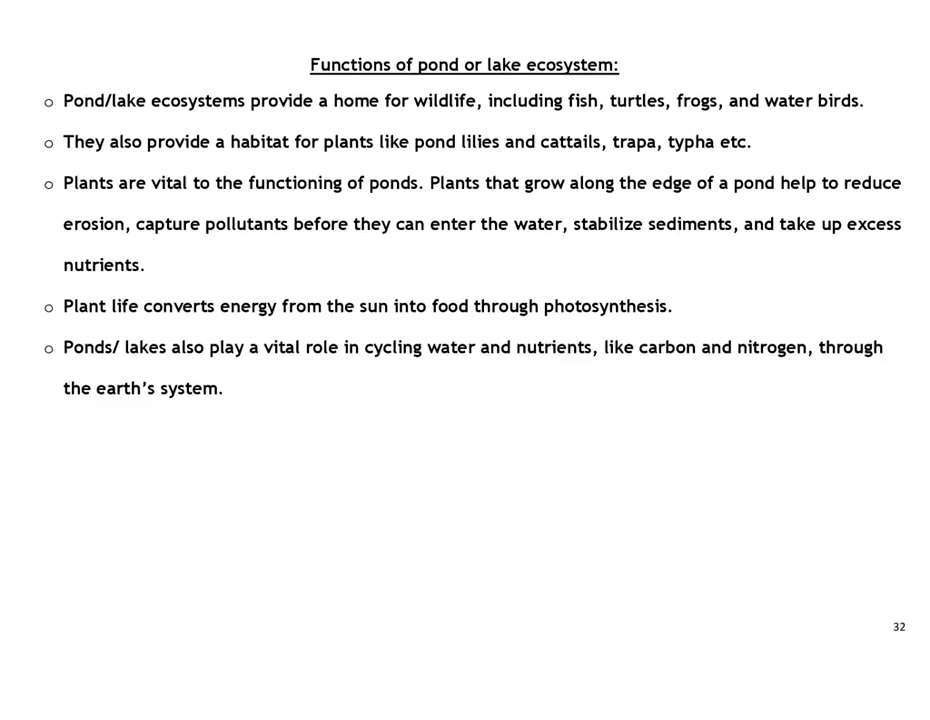 Functions of pond or lake ecosystem:
o Pond/lake ecosystems provide a home for wildlife, including fish, turtles, frogs, and water birds.
o They also provide a habitat for plants like pond lilies and cattails, trapa, typha etc.
o Plants are vital to the functioning of ponds. Plants that grow along the edge of a pond help to reduce
erosion, capture pollutants before they can enter the water, stabilize sediments, and take up excess
nutrients.
o Plant life converts energy from the sun into food through photosynthesis.
o Ponds/ lakes also play a vital role in cycling water and nutrients, like carbon and nitrogen, through
the earth’s system.
32